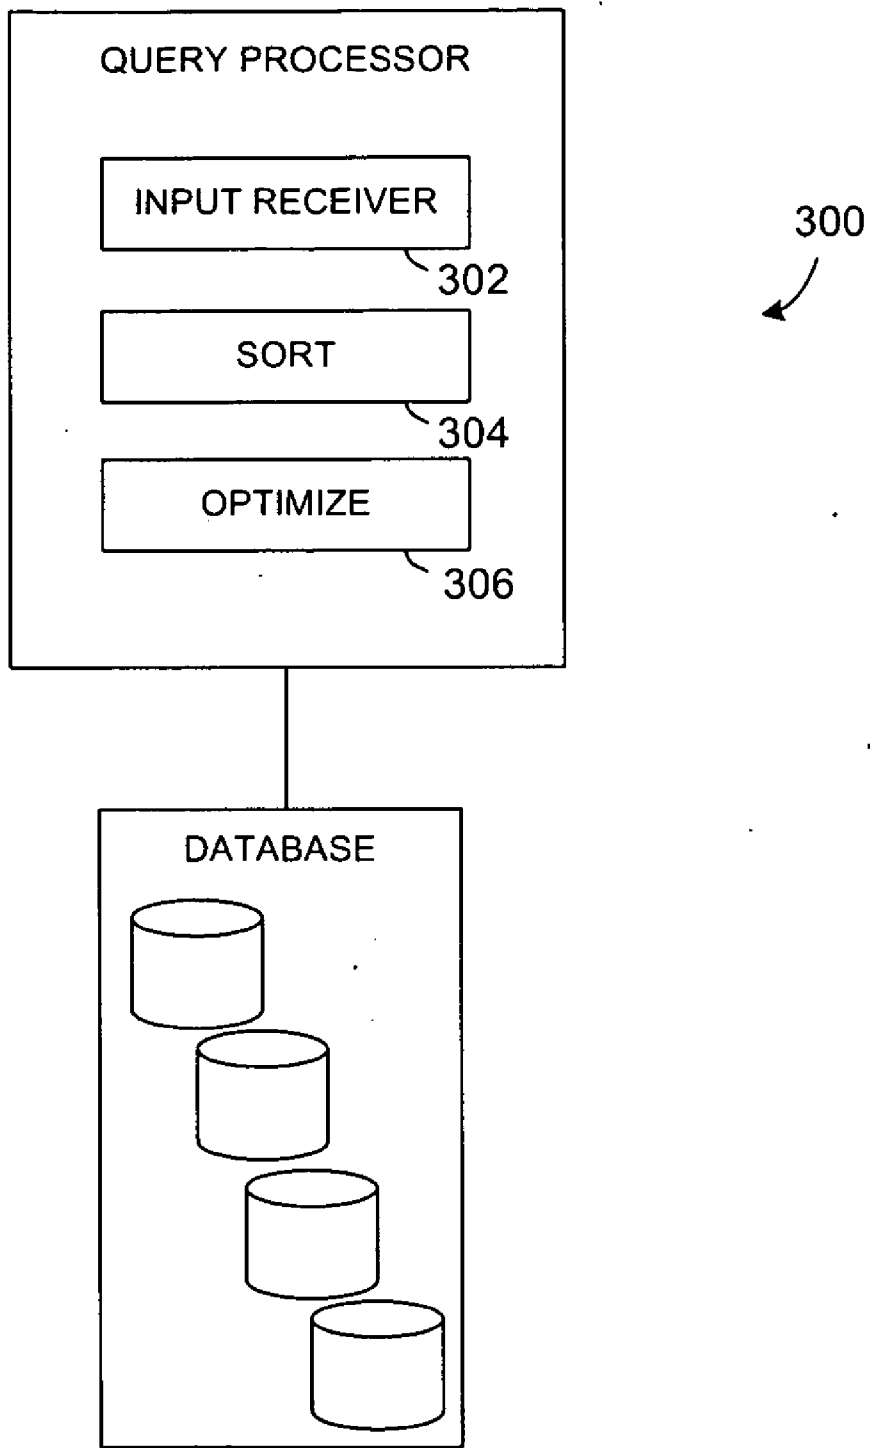 QUERY PROCESSOR
INPUT RECEIVER
302
300
SORT
304
OPTIMIZE
306
DATABASE